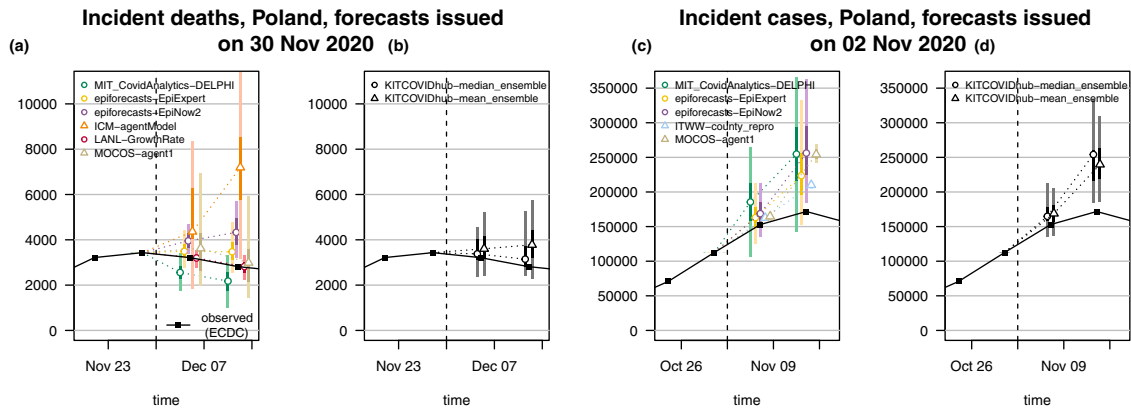 Incident deaths, Poland, forecasts issued
on 30 Nov 2020
(a)
(b)
10000
8000
6000
4000
2000
0
MIT_CovidAnalytics−DELPHI
epiforecasts−EpiExpert
epiforecasts−EpiNow2
ICM−agentModel
LANL−GrowthRate
MOCOS−agent1
observed
(ECDC)
Nov 23
Dec 07
time
10000
8000
6000
4000
2000
0
KITCOVIDhub−median_ensemble
KITCOVIDhub−mean_ensemble
Nov 23
Dec 07
time
Incident cases, Poland, forecasts issued
on 02 Nov 2020
(c)
(d)
350000
300000
250000
200000
150000
100000
50000
0
MIT_CovidAnalytics−DELPHI
epiforecasts−EpiExpert
epiforecasts−EpiNow2
ITWW−county_repro
MOCOS−agent1
Oct 26
Nov 09
time
350000
300000
250000
200000
150000
100000
50000
0
KITCOVIDhub−median_ensemble
KITCOVIDhub−mean_ensemble
Oct 26
Nov 09
time